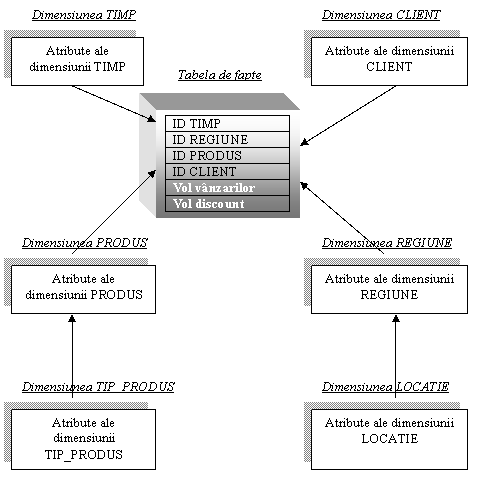 Dimensiunea TIMP
Dimensiunea CLIENT
Atribute ale
dimensiunii TIMP
Atribute ale dimensiunii
CLIENT
Tabela de fapte
ID TIMP
ID REGIUNE
ID PRODUS
ID CLIENT
Vol vânzarilor
Vol discount
Dimensiunea PRODUS
Dimensiunea REGIUNE
Atribute ale
dimensiunii PRODUS
Atribute ale dimensiunii
REGIUNE
Dimensiunea TIP_PRODUS
Dimensiunea LOCATIE
Atribute ale
dimensiunii
TIP_PRODUS
Atribute ale dimensiunii
LOCATIE